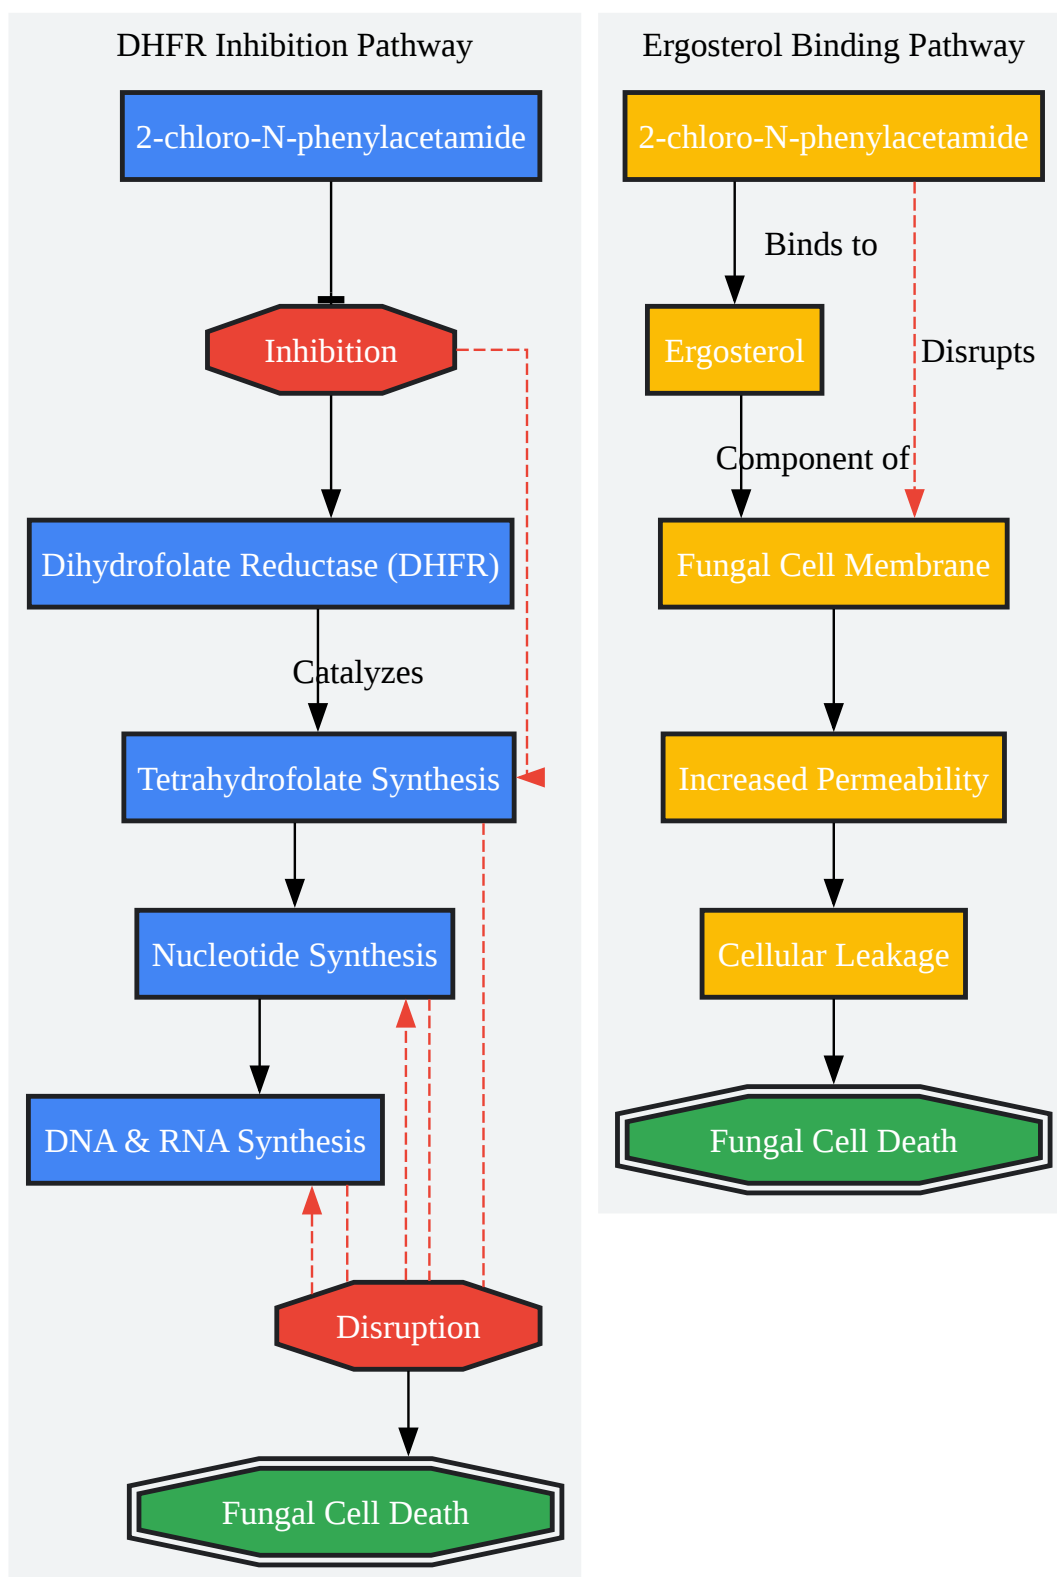 DHFR Inhibition Pathway
2-chloro-N-phenylacetamide
Inhibition
Dihydrofolate Reductase (DHFR)
Catalyzes
Tetrahydrofolate Synthesis
Nucleotide Synthesis
DNA & RNA Synthesis
Disruption
Fungal Cell Death
Ergosterol Binding Pathway
2-chloro-N-phenylacetamide
Binds to
Ergosterol
Disrupts
Component of
Fungal Cell Membrane
Increased Permeability
Cellular Leakage
Fungal Cell Death